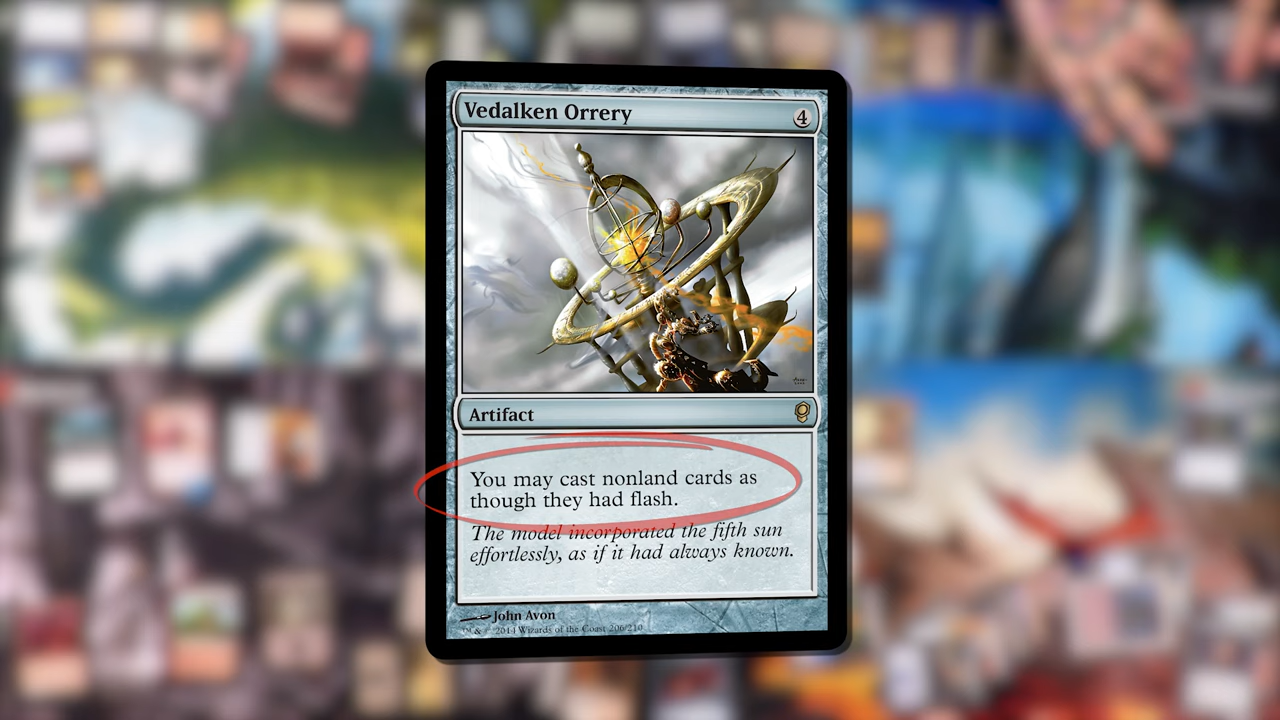 Vedalken Orrery
4
Artifact
You may cast nonland cards as
though they had flash.
The model incorporated the fifth sun
effortlessly, as if it had always known.
John Avon
™ & © 2014 Wizards of the Coast 206/210